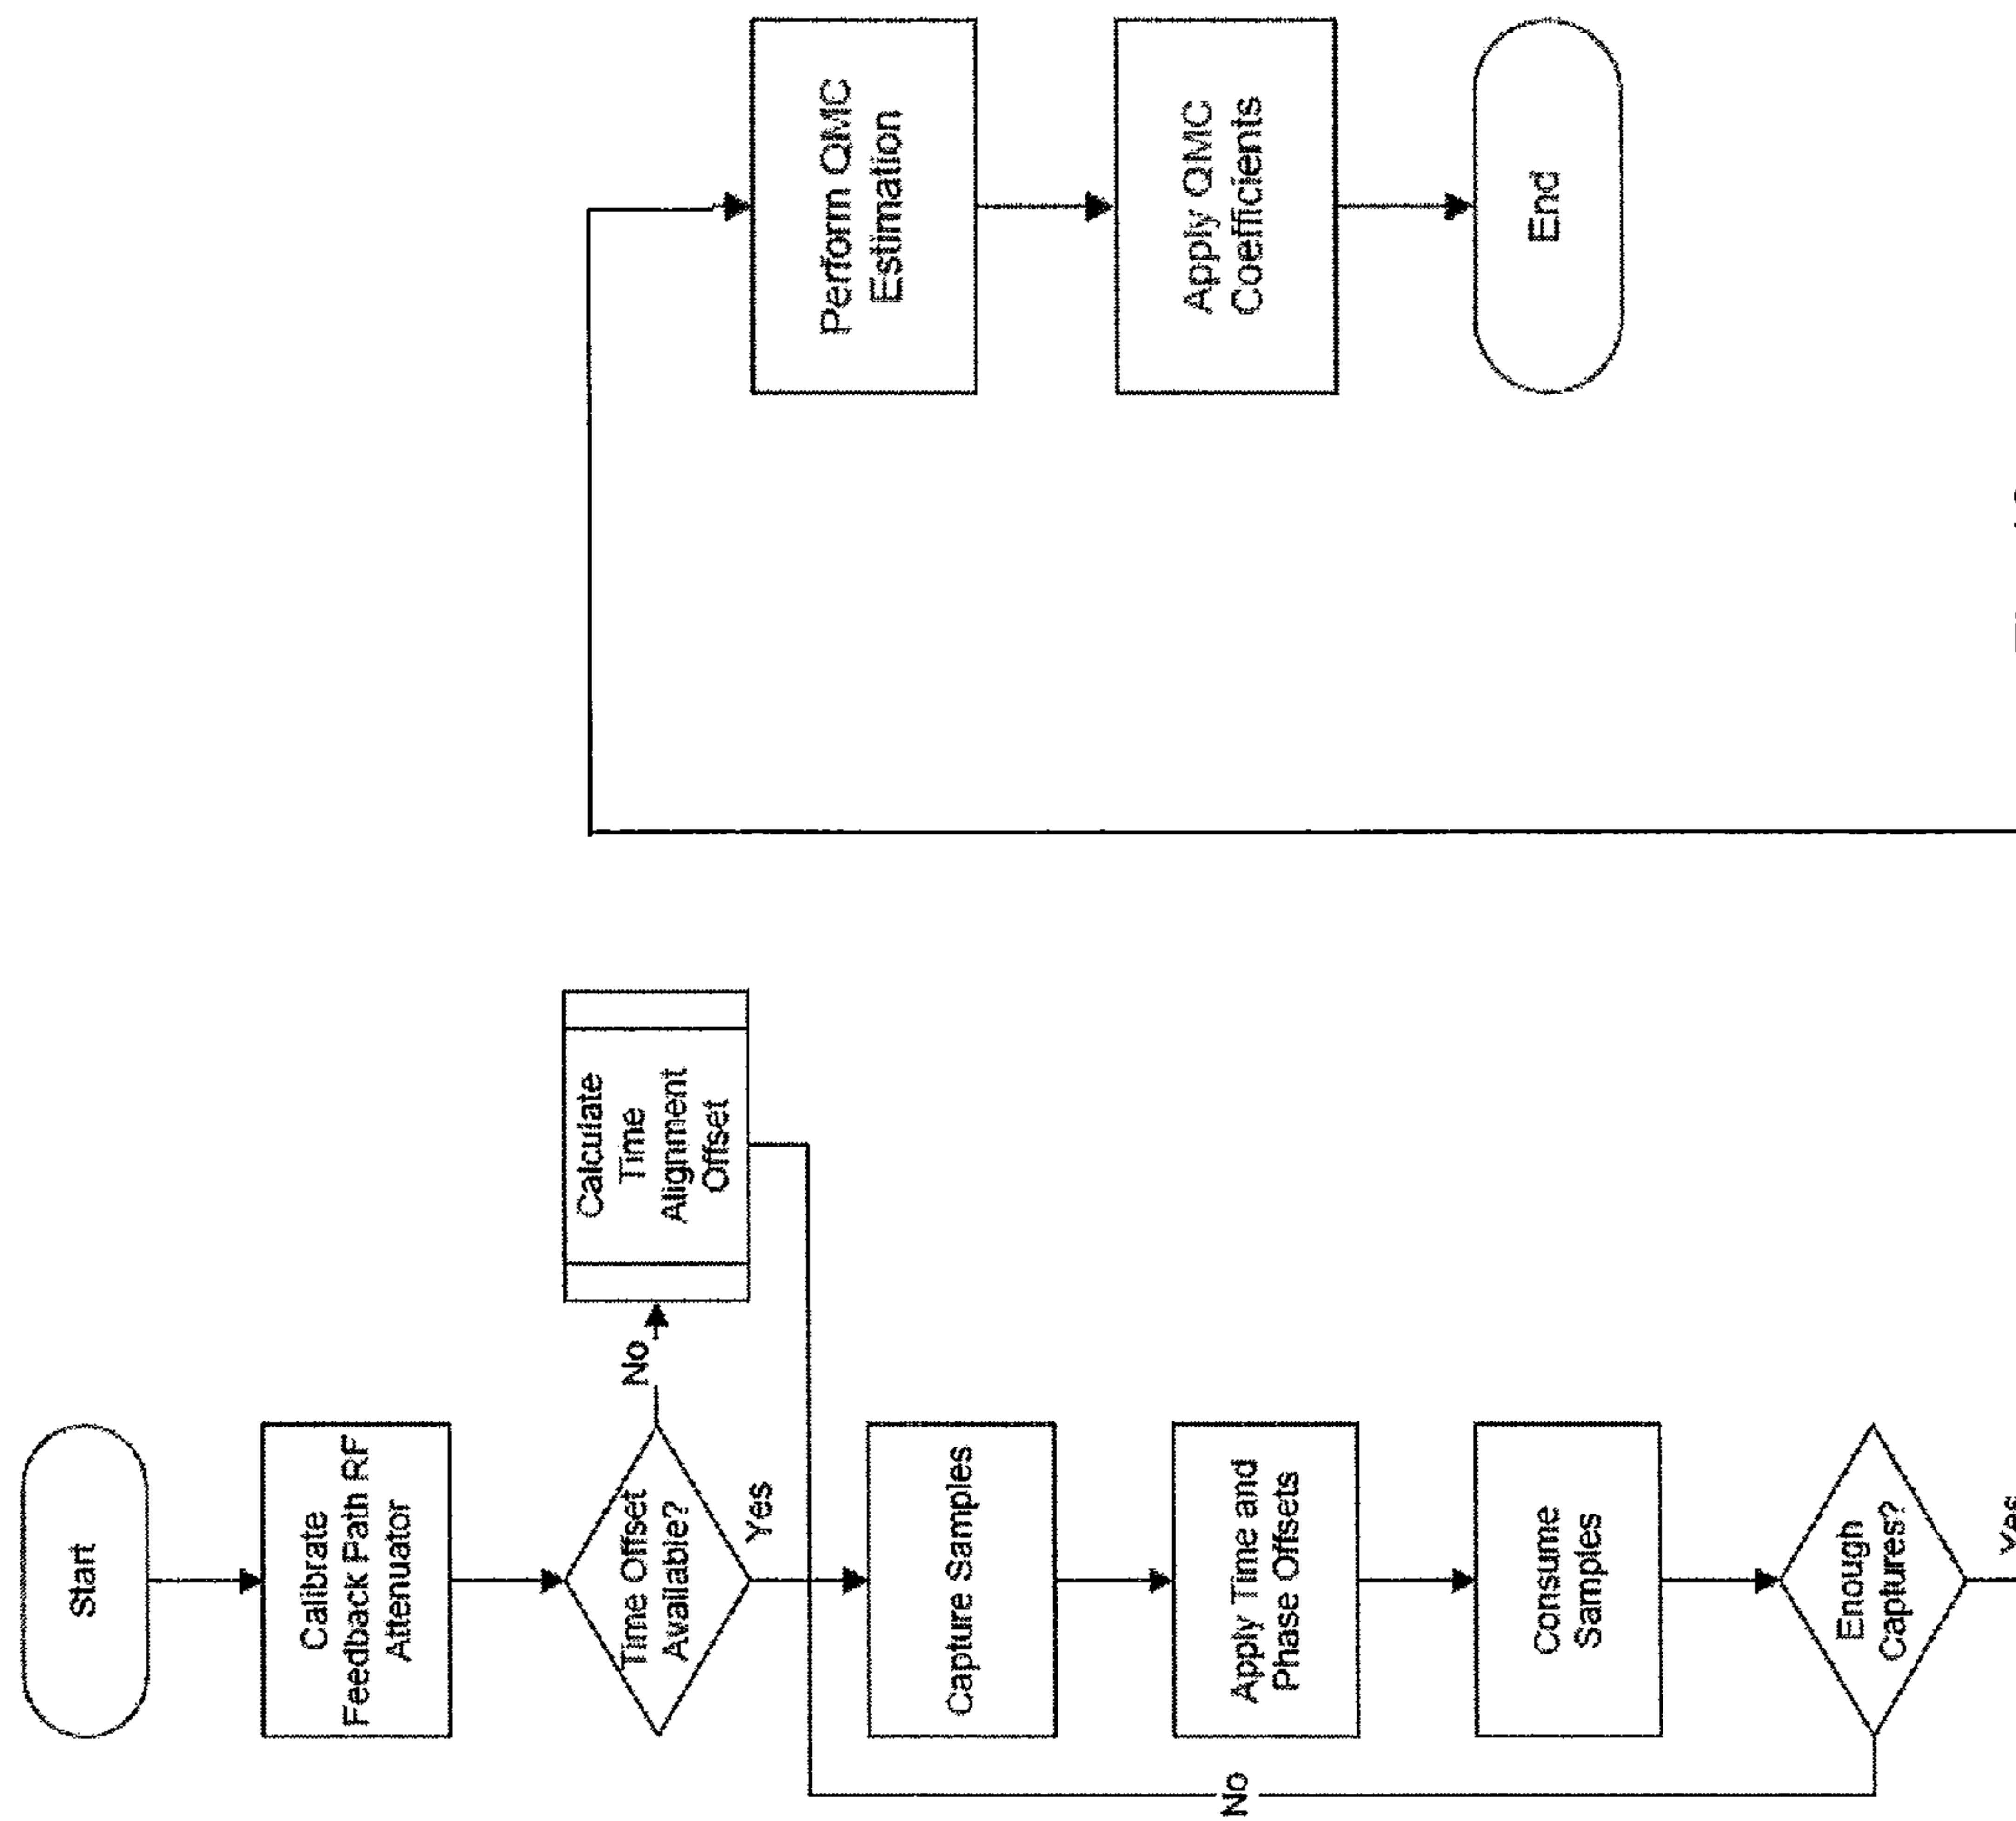 Start
Calibrate
Feedback Path RF
Attenuator
Time Offset
Available?
No
Calculate
Time
Alignment
Offset
Yes
Capture Samples
Apply Time and
Phase Offsets
Consume
Samples
Enough
Captures?
No
Yes
Perform QMC
Estimation
Apply QMC
Coefficients
End